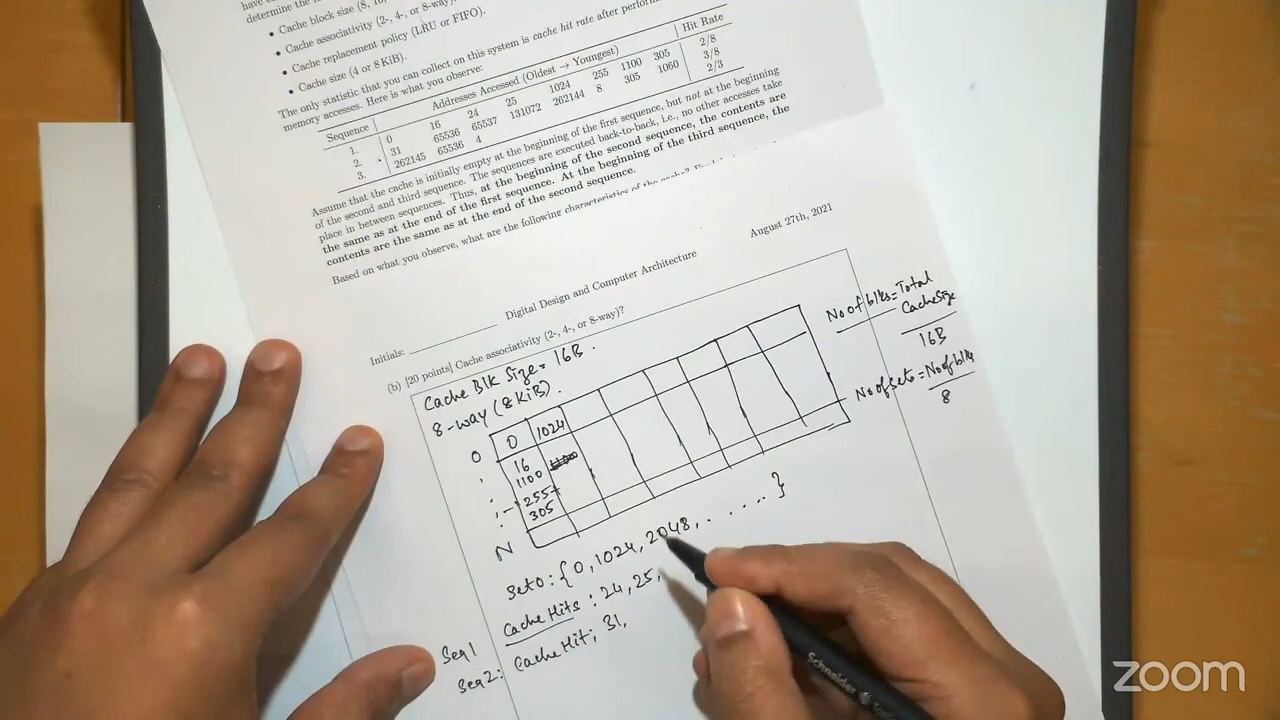 determine the
• Cache block size (8, 16
• Cache associativity (2-, 4-, or 8-way).
• Cache replacement policy (LRU or FIFO).
• Cache size (4 or 8 KiB).
The only statistic that you can collect on this system is cache hit rate after perfor
memory accesses. Here is what you observe:
Sequence Addresses Accessed (Oldest → Youngest) Hit Rate
1. 0 16 24 25 1024 255 1100 305 2/8
2. 31 65536 65537 131072 262144 8 305 1060 3/8
3. 262145 65536 4 2/3
Assume that the cache is initially empty at the beginning of the first sequence, but not at the beginning
of the second and third sequence. The sequences are executed back-to-back, i.e., no other accesses take
place in between sequences. Thus, at the beginning of the second sequence, the contents are
the same as at the end of the first sequence. At the beginning of the third sequence, the
contents are the same as at the end of the second sequence.
Based on what you observe, what are the following characteristics of the cache?
Initials: Digital Design and Computer Architecture August 27th, 2021
(b) [20 points] Cache associativity (2-, 4-, or 8-way)?
Cache Blk Size = 16B.
8-way (8KiB).
0 0 1024
16
1100
255
305
N
No of blks = Total
Cache Size
16B
No of sets = No of blks
8
Set 0: {0, 1024, 2048, . . . . . }
Seq 1 Cache Hits: 24, 25,
Seq 2: Cache Hit: 31,
Schneider
zoom